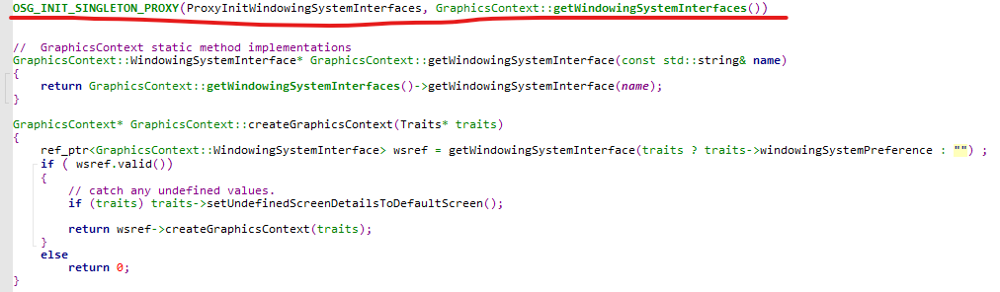 OSG_INIT_SINGLETON_PROXY(ProxyInitWindowingSystemInterfaces, GraphicsContext::getWindowingSystemInterfaces())
//  GraphicsContext static method implementations
GraphicsContext::WindowingSystemInterface* GraphicsContext::getWindowingSystemInterface(const std::string& name)
{
    return GraphicsContext::getWindowingSystemInterfaces()->getWindowingSystemInterface(name);
}
GraphicsContext* GraphicsContext::createGraphicsContext(Traits* traits)
{
    ref_ptr<GraphicsContext::WindowingSystemInterface> wsref = getWindowingSystemInterface(traits ? traits->windowingSystemPreference : "") ;
    if ( wsref.valid())
    {
        // catch any undefined values.
        if (traits) traits->setUndefinedScreenDetailsToDefaultScreen();
        return wsref->createGraphicsContext(traits);
    }
    else
        return 0;
}